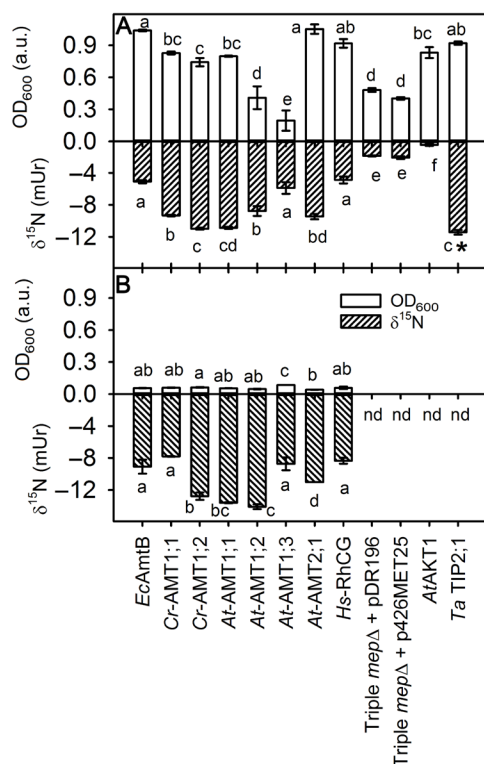 A
OD600 (a.u.)
0.9
0.6
0.3
0.0
a bc c bc d e a ab d d bc ab
δ15N (mUr)
−4
−8
−12
a b c cd b a bd a e e f c *
B
OD600 (a.u.)
0.9
0.6
0.3
0.0
OD600
δ15N
ab ab a ab ab c b ab
δ15N (mUr)
−4
−8
−12
nd nd nd nd
a a b bc c a d a
EcAmtB
Cr-AMT1;1
Cr-AMT1;2
At-AMT1;1
At-AMT1;2
At-AMT1;3
At-AMT2;1
Hs-RhCG
Triple mepΔ + pDR196
Triple mepΔ + p426MET25
AtAKT1
Ta TIP2;1